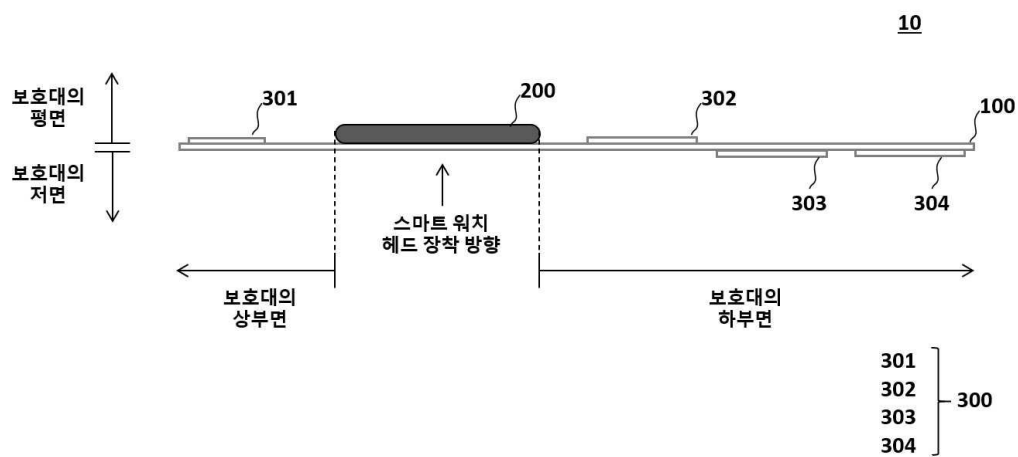 10
보호대의
평면
301
200
302
100
보호대의
저면
303
304
스마트 워치
헤드 장착 방향
보호대의
상부면
보호대의
하부면
301
302
300
303
304